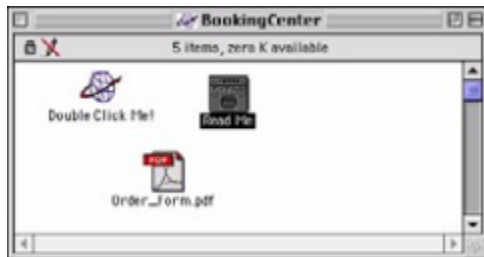 BookingCenter
5 items, zero K available
Double Click Me!
Read Me
PDF
Order_Form.pdf